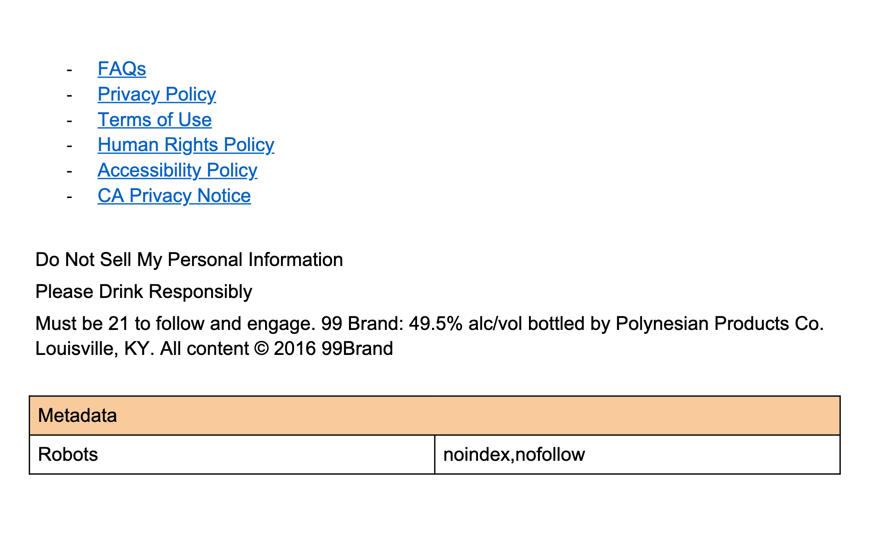 - FAQs
- Privacy Policy
- Terms of Use
- Human Rights Policy
- Accessibility Policy
- CA Privacy Notice
Do Not Sell My Personal Information
Please Drink Responsibly
Must be 21 to follow and engage. 99 Brand: 49.5% alc/vol bottled by Polynesian Products Co.
Louisville, KY. All content © 2016 99Brand
Metadata
Robots noindex,nofollow